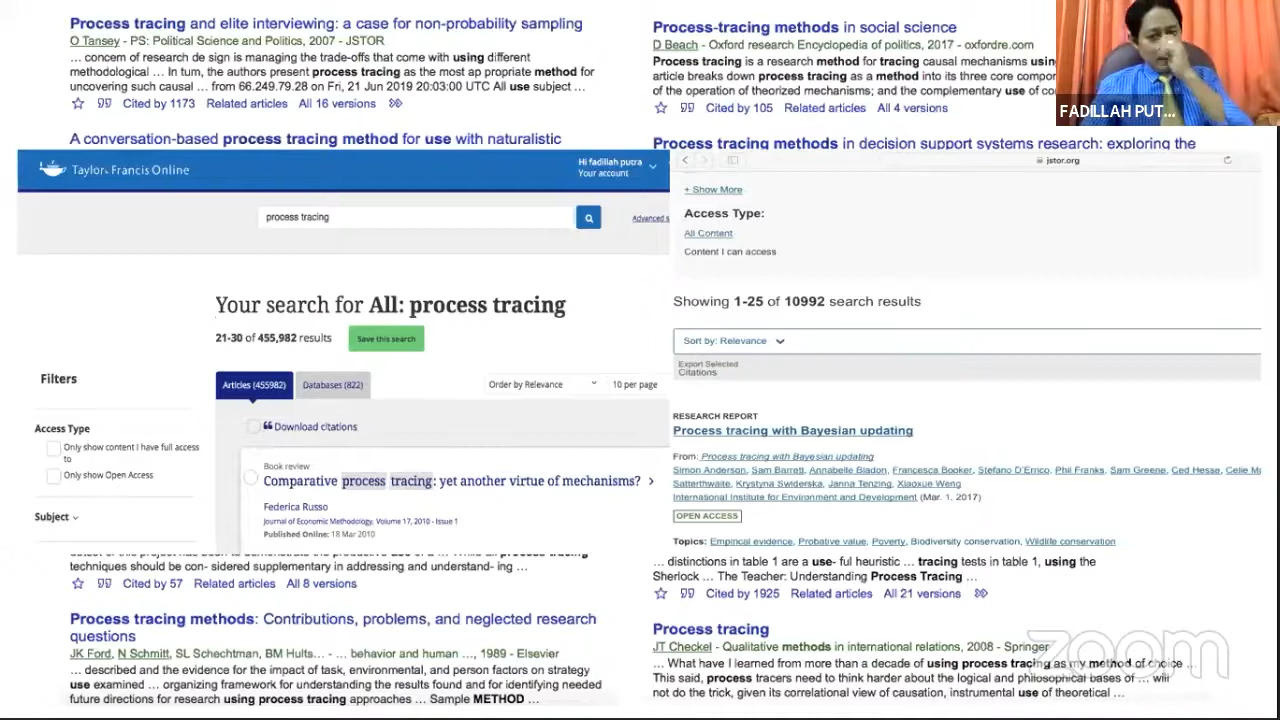 Process tracing and elite interviewing: a case for non-probability sampling
O Tansey - PS: Political Science and Politics, 2007 - JSTOR
... concern of research de sign is managing the trade-offs that come with using different
methodological ... In tum, the authors present process tracing as the most ap propriate method for
uncovering such causal ... from 66.249.79.28 on Fri, 21 Jun 2019 20:03:00 UTC All use subject ...
Cited by 1173 Related articles All 16 versions
A conversation-based process tracing method for use with naturalistic
Process-tracing methods in social science
D Beach - Oxford research Encyclopedia of politics, 2017 - oxfordre.com
Process tracing is a research method for tracing causal mechanisms usin
article breaks down process tracing as a method into its three core compor
of the operation of theorized mechanisms; and the complementary use of co
Cited by 105 Related articles All 4 versions
Process tracing methods in decision support systems research: exploring the
FADILLAH PUT...
Taylor & Francis Online
Hi fadillah putra
Your account
process tracing
Advanced s
Your search for All: process tracing
21-30 of 455,982 results
Save this search
Filters
Articles (455982)
Databases (822)
Order by Relevance
10 per page
Access Type
Only show content I have full access
to
Only show Open Access
Subject
Download citations
Book review
Comparative process tracing: yet another virtue of mechanisms?
Federica Russo
Journal of Economic Methodology, Volume 17, 2010 - Issue 1
Published Online: 18 Mar 2010
jstor.org
+ Show More
Access Type:
All Content
Content I can access
Showing 1-25 of 10992 search results
Sort by: Relevance
Export Selected
Citations
RESEARCH REPORT
Process tracing with Bayesian updating
From: Process tracing with Bayesian updating
Simon Anderson, Sam Barrett, Annabelle Bladon, Francesca Booker, Stefano D'Errico, Phil Franks, Sam Greene, Ced Hesse, Celie M
Satterthwaite, Krystyna Swiderska, Janna Tenzing, Xiaoxue Weng
International Institute for Environment and Development (Mar. 1, 2017)
OPEN ACCESS
Topics: Empirical evidence, Probative value, Poverty, Biodiversity conservation, Wildlife conservation
techniques should be con- sidered supplementary in addressing and understand- ing ...
Cited by 57 Related articles All 8 versions
Process tracing methods: Contributions, problems, and neglected research
questions
JK Ford, N Schmitt, SL Schechtman, BM Hults... - ... behavior and human ..., 1989 - Elsevier
... described and the evidence for the impact of task, environmental, and person factors on strategy
use examined ... organizing framework for understanding the results found and for identifying needed
future directions for research using process tracing approaches ... Sample METHOD ...
... distinctions in table 1 are a use- ful heuristic ... tracing tests in table 1, using the
Sherlock ... The Teacher: Understanding Process Tracing ...
Cited by 1925 Related articles All 21 versions
Process tracing
JT Checkel - Qualitative methods in international relations, 2008 - Springer
... What have I learned from more than a decade of using process tracing as my method of choice ...
This said, process tracers need to think harder about the logical and philosophical bases of ... will
not do the trick, given its correlational view of causation, instrumental use of theoretical ...
zoom